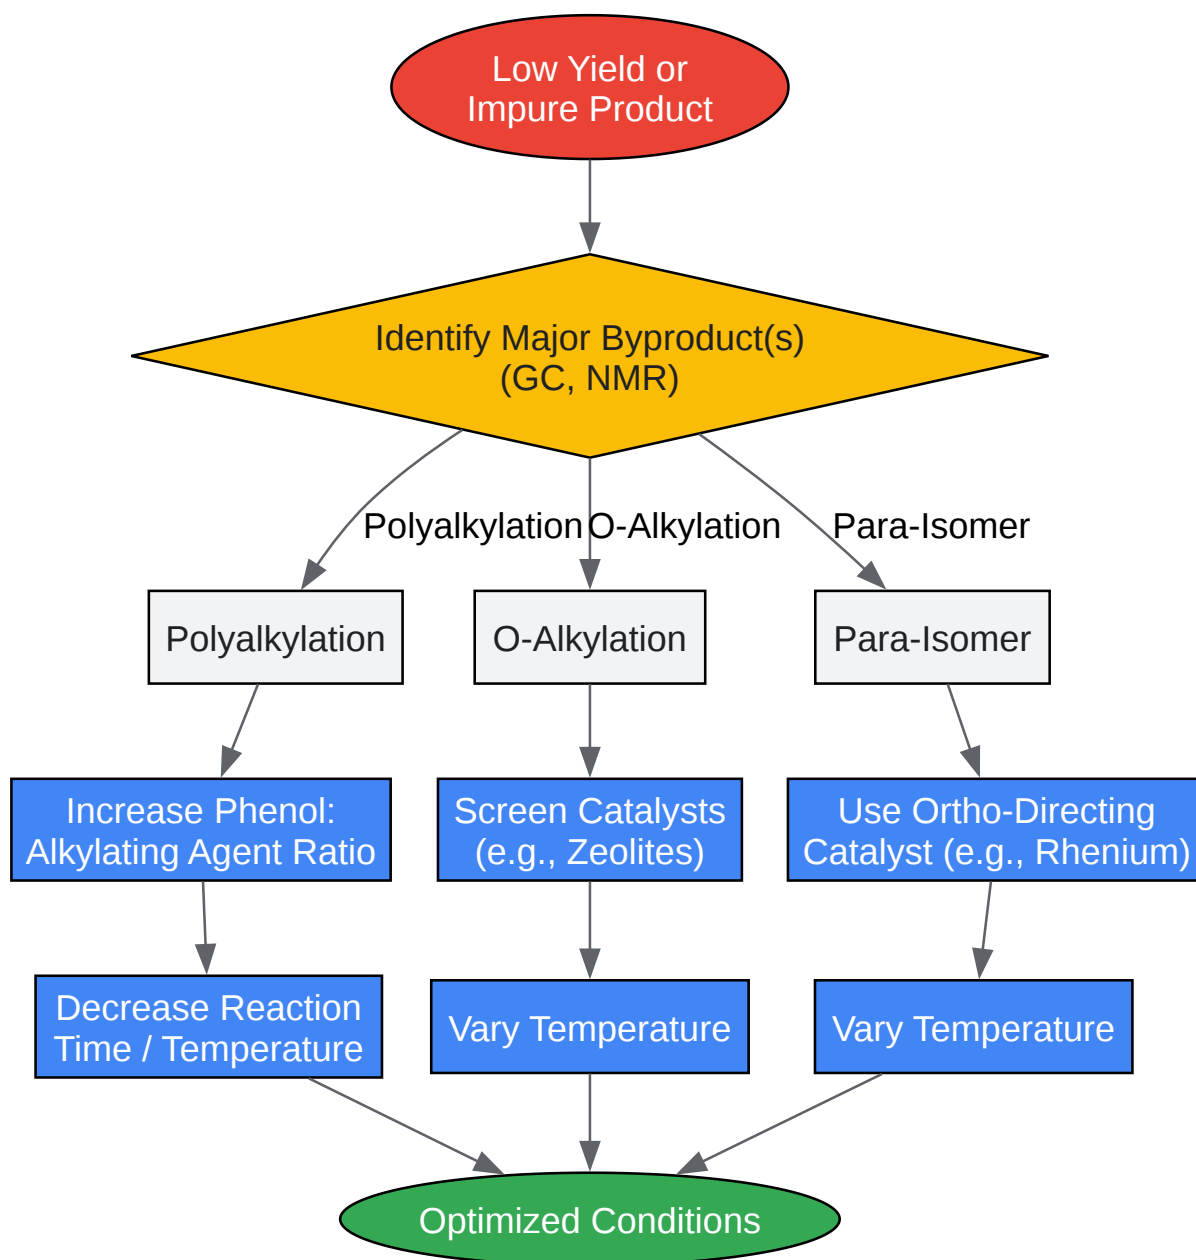 Low Yield or
Impure Product
Identify Major Byproduct(s)
(GC, NMR)
Polyalkylation
O-Alkylation
Para-Isomer
Polyalkylation
O-Alkylation
Para-Isomer
Increase Phenol:
Alkylating Agent Ratio
Screen Catalysts
(e.g., Zeolites)
Use Ortho-Directing
Catalyst (e.g., Rhenium)
Decrease Reaction
Time / Temperature
Vary Temperature
Vary Temperature
Optimized Conditions